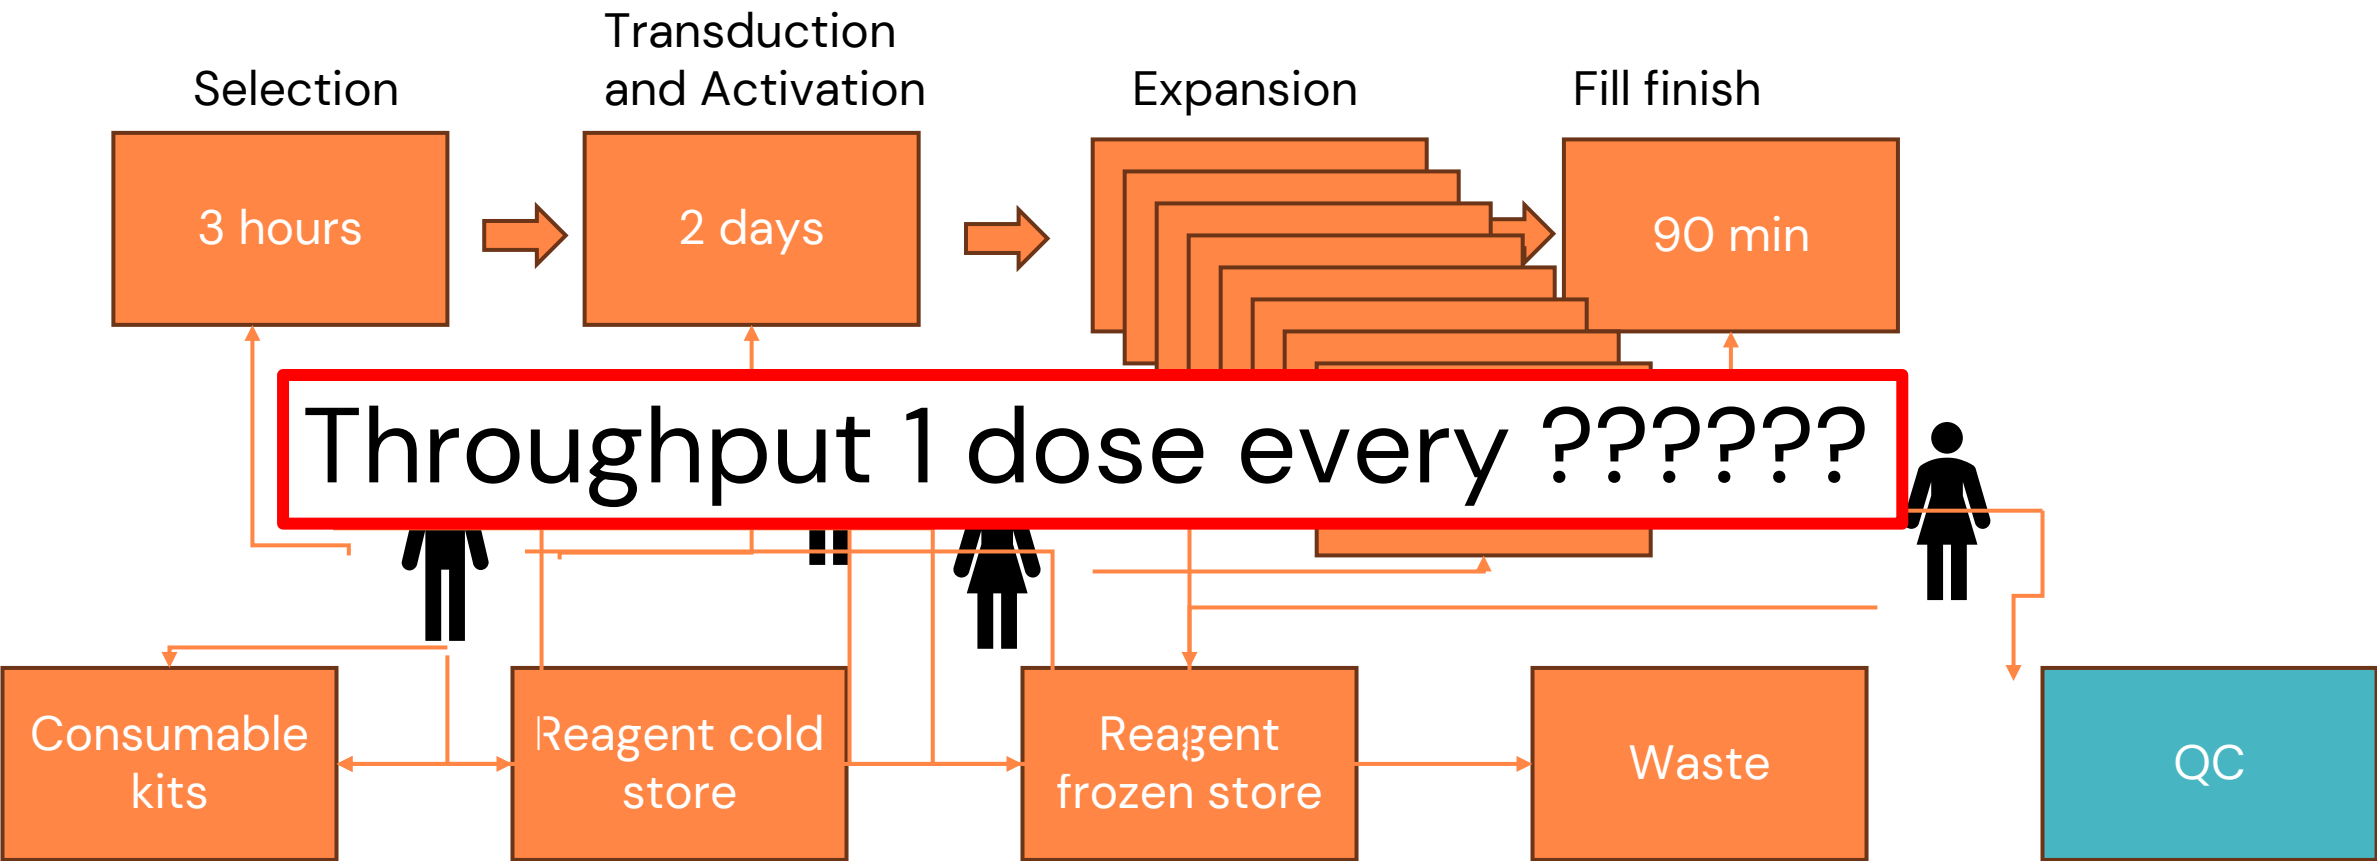 Transduction
and Activation
Selection
Expansion
Fill finish
3 hours
2 days
90 min
Throughput 1 dose every ??????
Consumable
kits
Reagent cold
store
Reagent
frozen store
Waste
QC